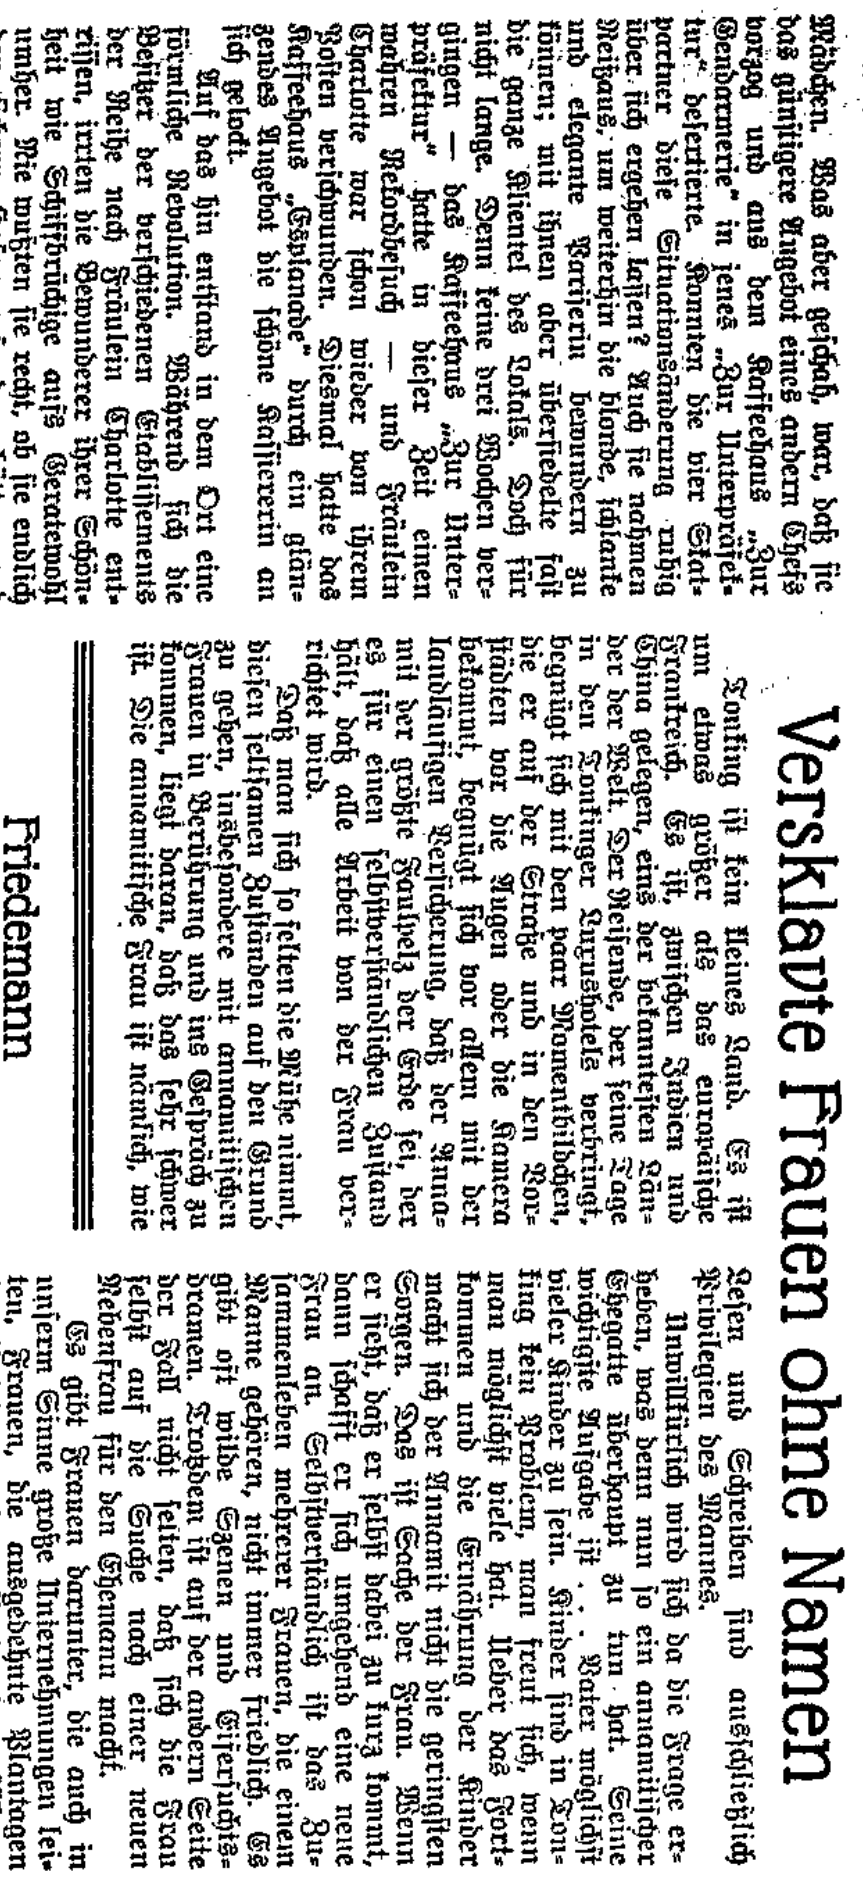 Mädchen. Was aber geschah, war, daß sie
das günstigere Angebot eines andern Chefs
vorzog und aus dem Kaffeehaus „Zur
Gendarmerie“ in jenes „Zur Unterpräfek-
tur“ desertierte. Konnten die vier Skat-
partner diese Situationsänderung ruhig
über sich ergehen lassen? Auch sie nahmen
Reißaus, um weiterhin die blonde, schlanke
und elegante Pariserin bewundern zu
können; mit ihnen aber übersiedelte fast
die ganze Klientel des Lokals. Doch für
nicht lange. Denn keine drei Wochen ver-
gingen — das Kaffeehaus „Zur Unter-
präfektur“ hatte in dieser Zeit einen
wahren Rekordbesuch — und Fräulein
Charlotte war schon wieder von ihrem
Posten verschwunden. Diesmal hatte das
Kaffeehaus „Esplanade“ durch ein glän-
zendes Angebot die schöne Kassiererin an
sich gelockt.
Auf das hin entstand in dem Ort eine
förmliche Revolution. Während sich die
Besitzer der verschiedenen Etablissements
der Reihe nach Fräulein Charlotte ent-
rissen, irrten die Bewunderer ihrer Schön-
heit wie Schiffbrüchige aufs Geratewohl
umher. Nie wußten sie recht, ob sie endlich
Versklavte Frauen ohne Namen
Tonking ist kein kleines Land. Es ist
um etwas größer als das europäische
Frankreich. Es ist, zwischen Indien und
China gelegen, eins der bekanntesten Län-
der der Welt. Der Reisende, der seine Tage
in den Tonkinger Luxushotels verbringt,
begnügt sich mit den paar Momentbildchen,
die er auf der Straße und in den Vor-
städten vor die Augen oder die Kamera
bekommt, begnügt sich vor allem mit der
landläufigen Versicherung, daß der Anna-
mit der größte Faulpelz der Erde sei, der
es für einen selbstverständlichen Zustand
hält, daß alle Arbeit von der Frau ver-
richtet wird.
Daß man sich so selten die Mühe nimmt,
diesen seltsamen Zuständen auf den Grund
zu gehen, insbesondere mit annamitischen
Frauen in Berührung und ins Gespräch zu
kommen, liegt daran, daß das sehr schwer
ist. Die annamitische Frau ist nämlich, wie
Friedemann
Lesen und Schreiben sind ausschließlich
Privilegien des Mannes.
Unwillkürlich wird sich da die Frage er-
heben, was denn nun so ein annamitischer
Ehegatte überhaupt zu tun hat. Seine
wichtigste Aufgabe ist . . . Vater möglichst
vieler Kinder zu sein. Kinder sind in Ton-
king kein Problem, man freut sich, wenn
man möglichst viele hat. Ueber das Fort-
kommen und die Ernährung der Kinder
macht sich der Annamit nicht die geringsten
Sorgen. Das ist Sache der Frau. Wenn
er sieht, daß er selbst dabei zu kurz kommt,
dann schafft er sich umgehend eine neue
Frau an. Selbstverständlich ist das Zu-
sammenleben mehrerer Frauen, die einem
Manne gehören, nicht immer friedlich. Es
gibt oft wilde Szenen und Eifersuchts-
dramen. Trotzdem ist auf der andern Seite
der Fall nicht selten, daß sich die Frau
selbst auf die Suche nach einer neuen
Nebenfrau für den Ehemann macht.
Es gibt Frauen darunter, die auch in
unserm Sinne große Unternehmungen lei-
ten, Frauen, die ausgedehnte Plantagen